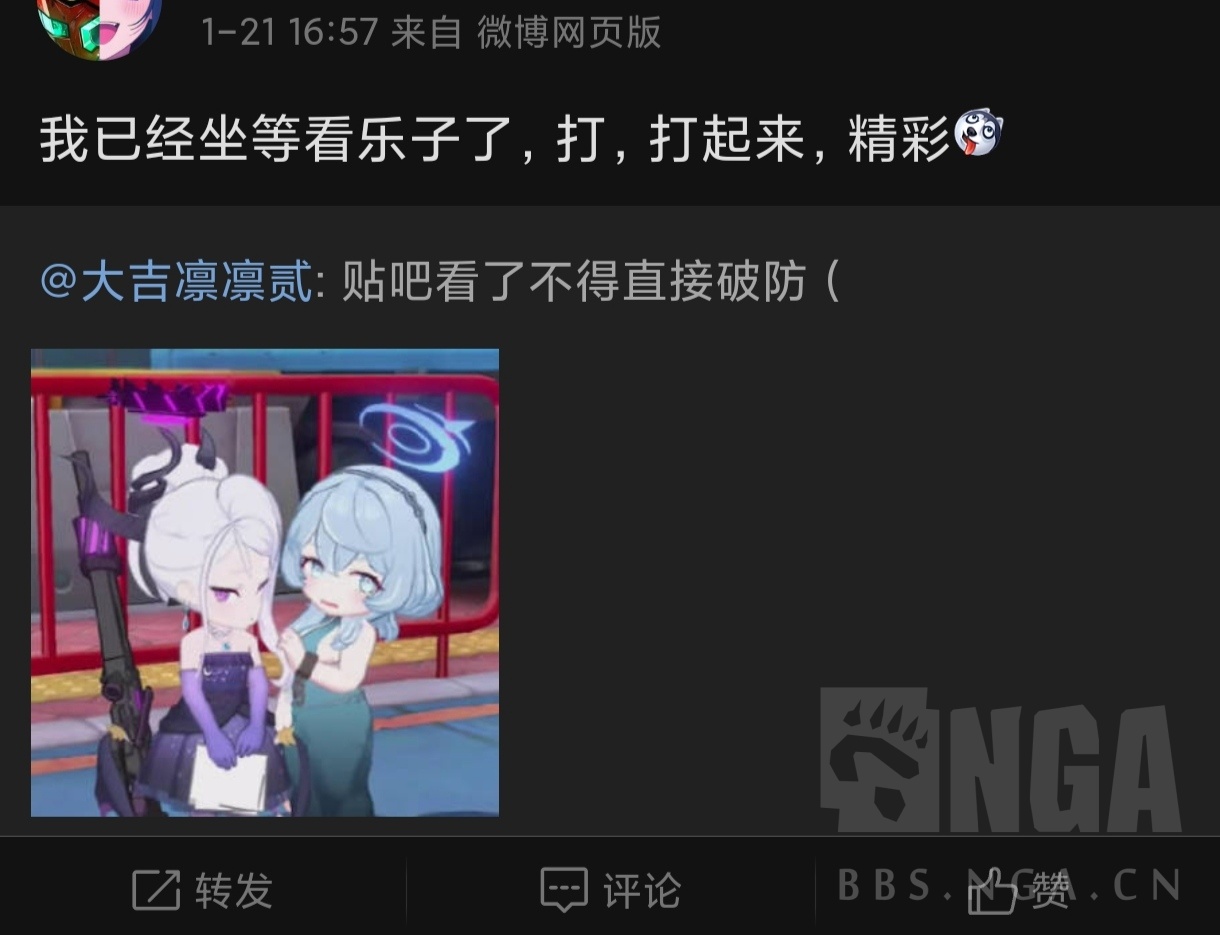 1-21 16:57 来自 微博网页版
我已经坐等看乐子了，打，打起来，精彩
@大吉凛凛贰: 贴吧看了不得直接破防（
NGA
转发
评论
赞
BBS.NGA.CN